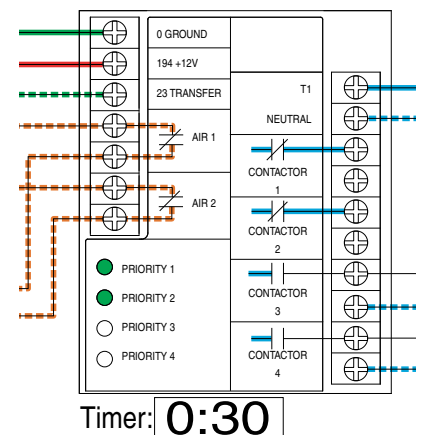 0 GROUND
194 +12V
23 TRANSFER
AIR 1
AIR 2
T1
NEUTRAL
CONTACTOR
1
CONTACTOR
2
CONTACTOR
3
CONTACTOR
4
PRIORITY 1
PRIORITY 2
PRIORITY 3
PRIORITY 4
Timer: 0:30